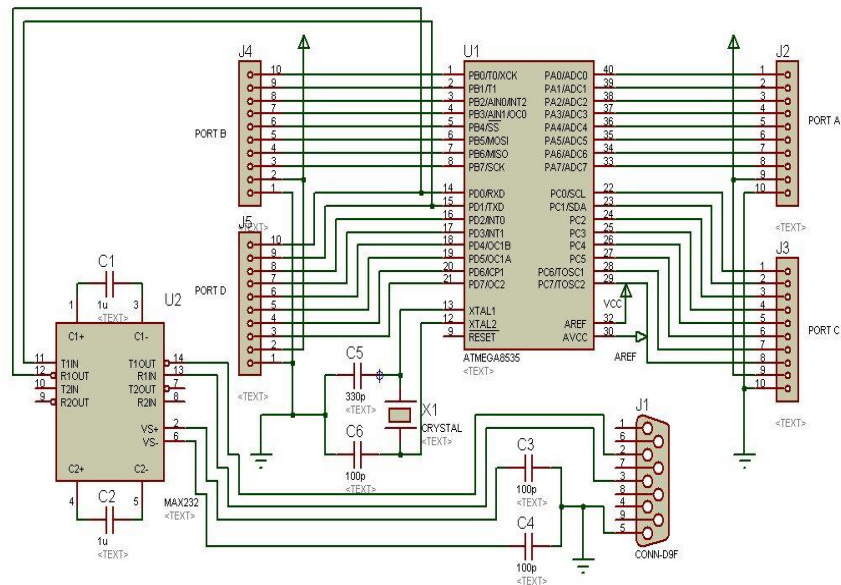 J4
10
9
8
7
6
5
4
3
2
1
PORT B
<TEXT>
J5
10
9
8
7
6
5
4
3
2
1
PORT D
<TEXT>
U1
1 PB0/T0/XCK PA0/ADC0 40
2 PB1/T1 PA1/ADC1 39
3 PB2/AIN0/INT2 PA2/ADC2 38
4 PB3/AIN1/OC0 PA3/ADC3 37
5 PB4/SS PA4/ADC4 36
6 PB5/MOSI PA5/ADC5 35
7 PB6/MISO PA6/ADC6 34
8 PB7/SCK PA7/ADC7 33
14 PD0/RXD PC0/SCL 22
15 PD1/TXD PC1/SDA 23
16 PD2/INT0 PC2 24
17 PD3/INT1 PC3 25
18 PD4/OC1B PC4 26
19 PD5/OC1A PC5 27
20 PD6/ICP1 PC6/TOSC1 28
21 PD7/OC2 PC7/TOSC2 29
13 XTAL1
12 XTAL2 AREF 32
9 RESET AVCC 30
ATMEGA8535
<TEXT>
VCC
AREF
J2
1
2
3
4
5
6
7
8
9
10
PORT A
<TEXT>
J3
1
2
3
4
5
6
7
8
9
10
PORT C
<TEXT>
C1
1u
<TEXT>
U2
1 3
C1+ C1-
11 T1IN T1OUT 14
12 R1OUT R1IN 13
10 T2IN T2OUT 7
9 R2OUT R2IN 8
VS+ 2
VS- 6
C2+ C2-
4 5
MAX232
<TEXT>
C2
1u
<TEXT>
C5
330p
<TEXT>
C6
100p
<TEXT>
X1
CRYSTAL
<TEXT>
C3
100p
<TEXT>
C4
100p
<TEXT>
J1
1
6
2
7
3
8
4
9
5
CONN-D9F